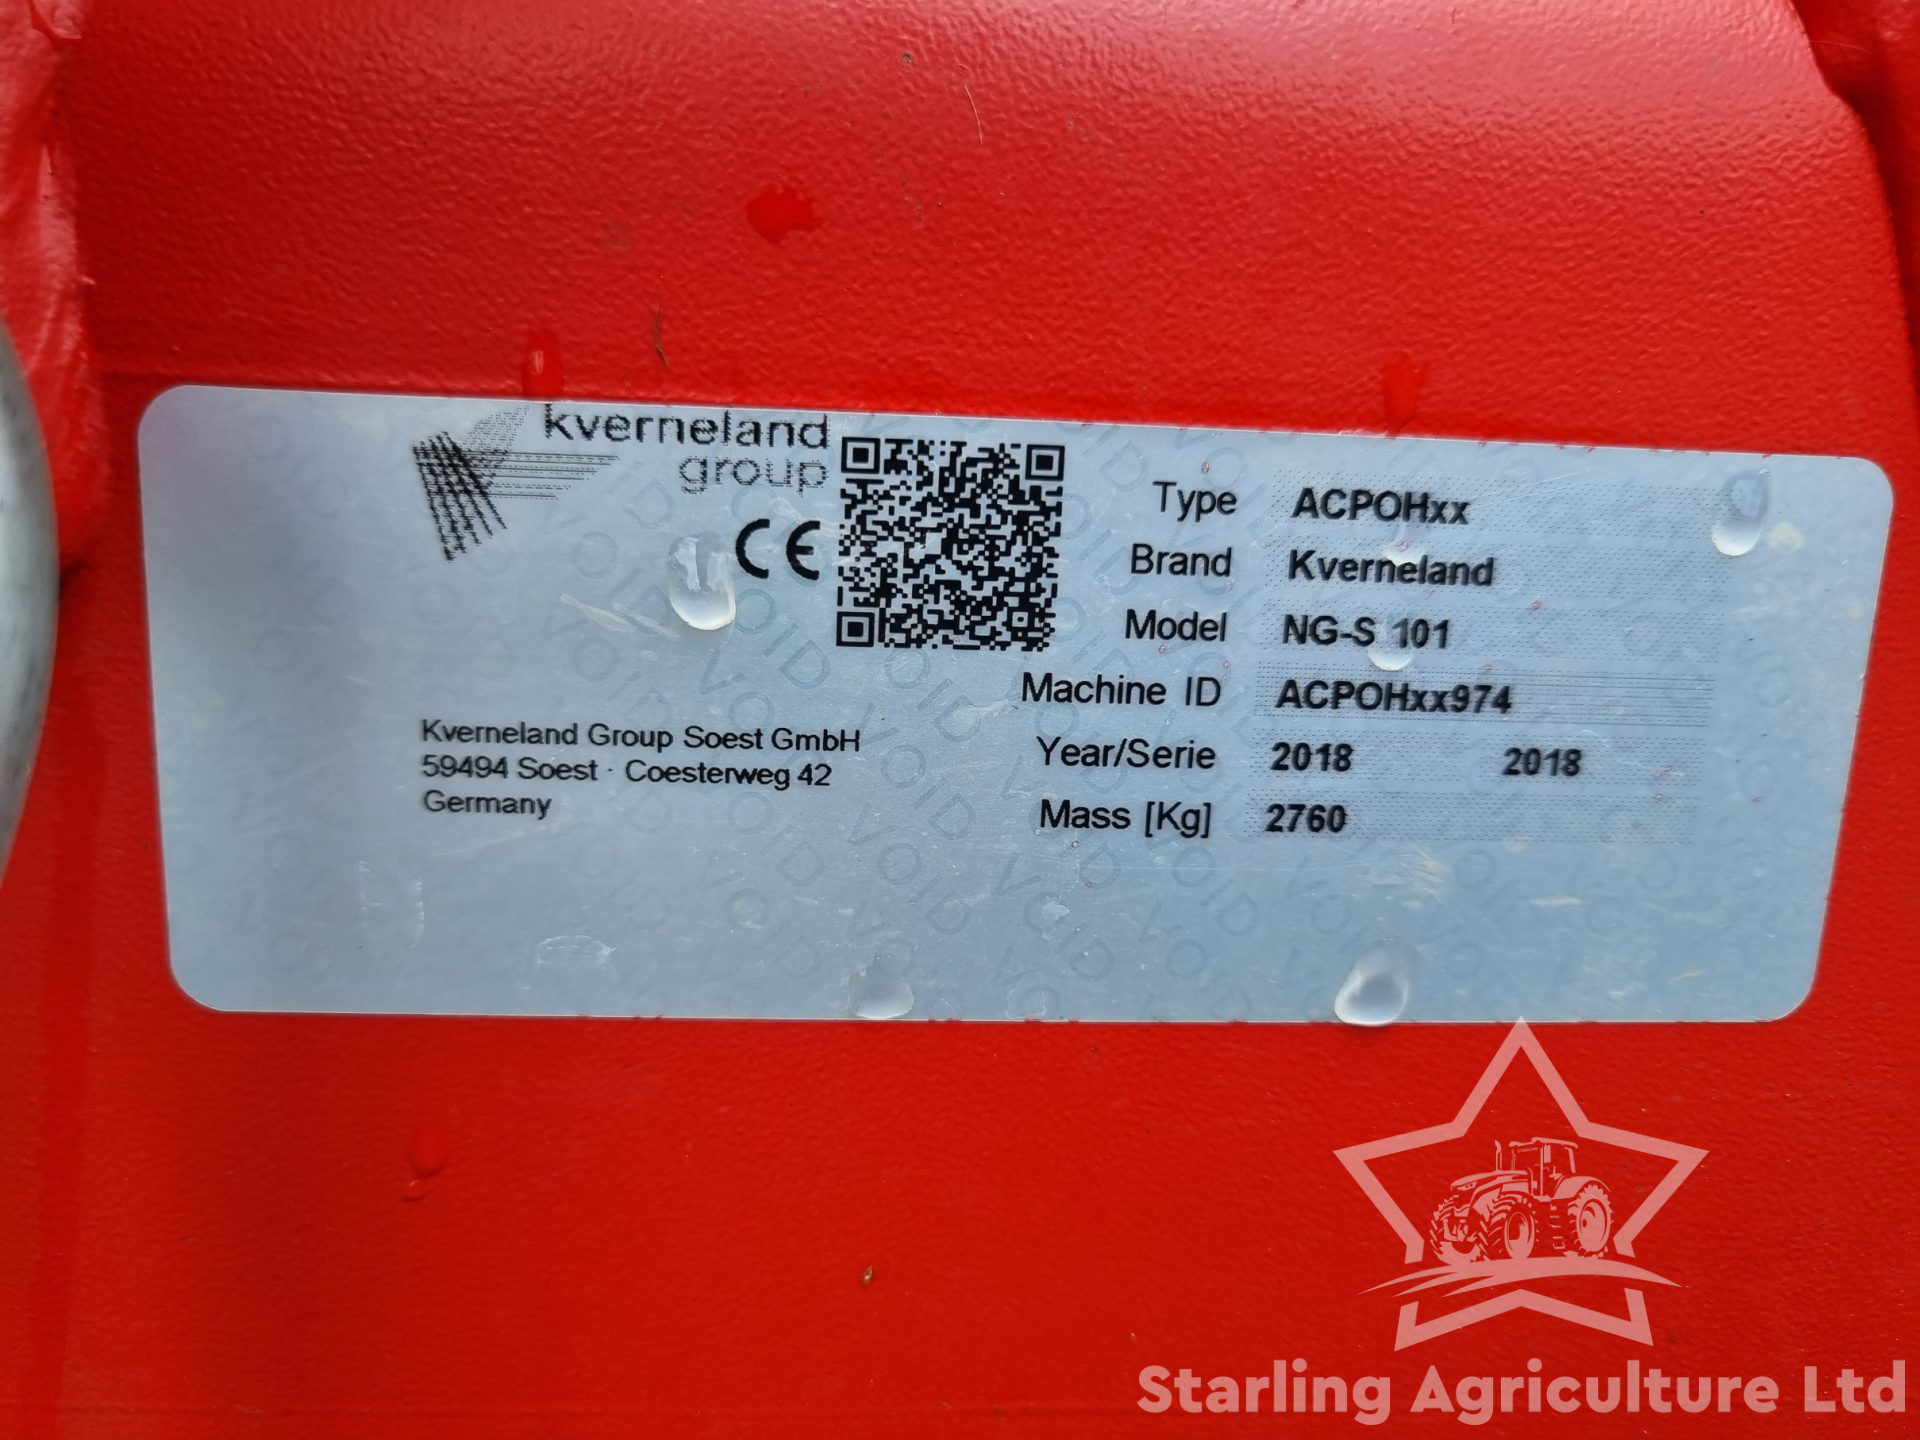 kverneland
group
CE
Kverneland Group Soest GmbH
59494 Soest · Coesterweg 42
Germany
Type ACPOHxx
Brand Kverneland
Model NG-S 101
Machine ID ACPOHxx974
Year/Serie 2018 2018
Mass [Kg] 2760
Starling Agriculture Ltd